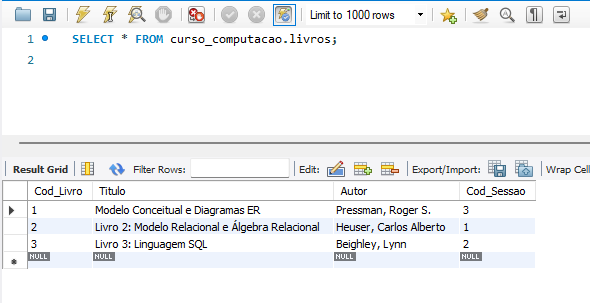 Limit to 1000 rows
1 SELECT * FROM curso_computacao.livros;
2
Result Grid Filter Rows: Edit: Export/Import: Wrap Cell
Cod_Livro Titulo Autor Cod_Sessao
1 Modelo Conceitual e Diagramas ER Pressman, Roger S. 3
2 Livro 2: Modelo Relacional e Álgebra Relacional Heuser, Carlos Alberto 1
3 Livro 3: Linguagem SQL Beighley, Lynn 2
NULL NULL NULL NULL